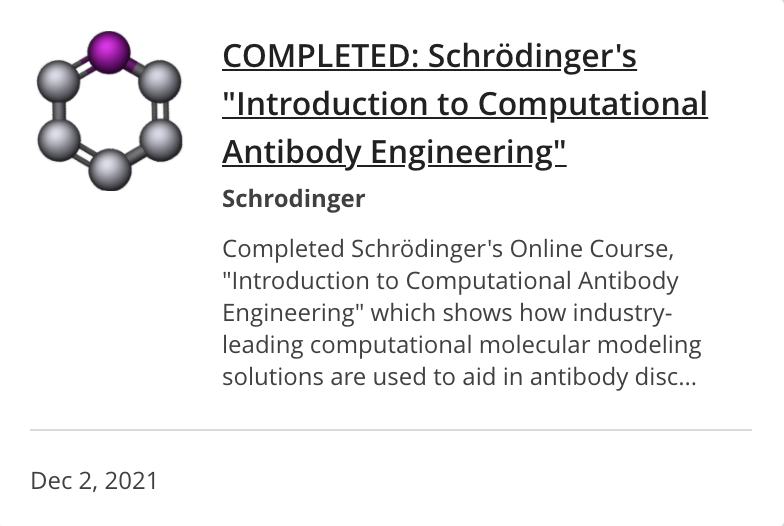 COMPLETED: Schrödinger's
"Introduction to Computational
Antibody Engineering"
Schrodinger
Completed Schrödinger's Online Course,
"Introduction to Computational Antibody
Engineering" which shows how industry-
leading computational molecular modeling
solutions are used to aid in antibody disc...
Dec 2, 2021